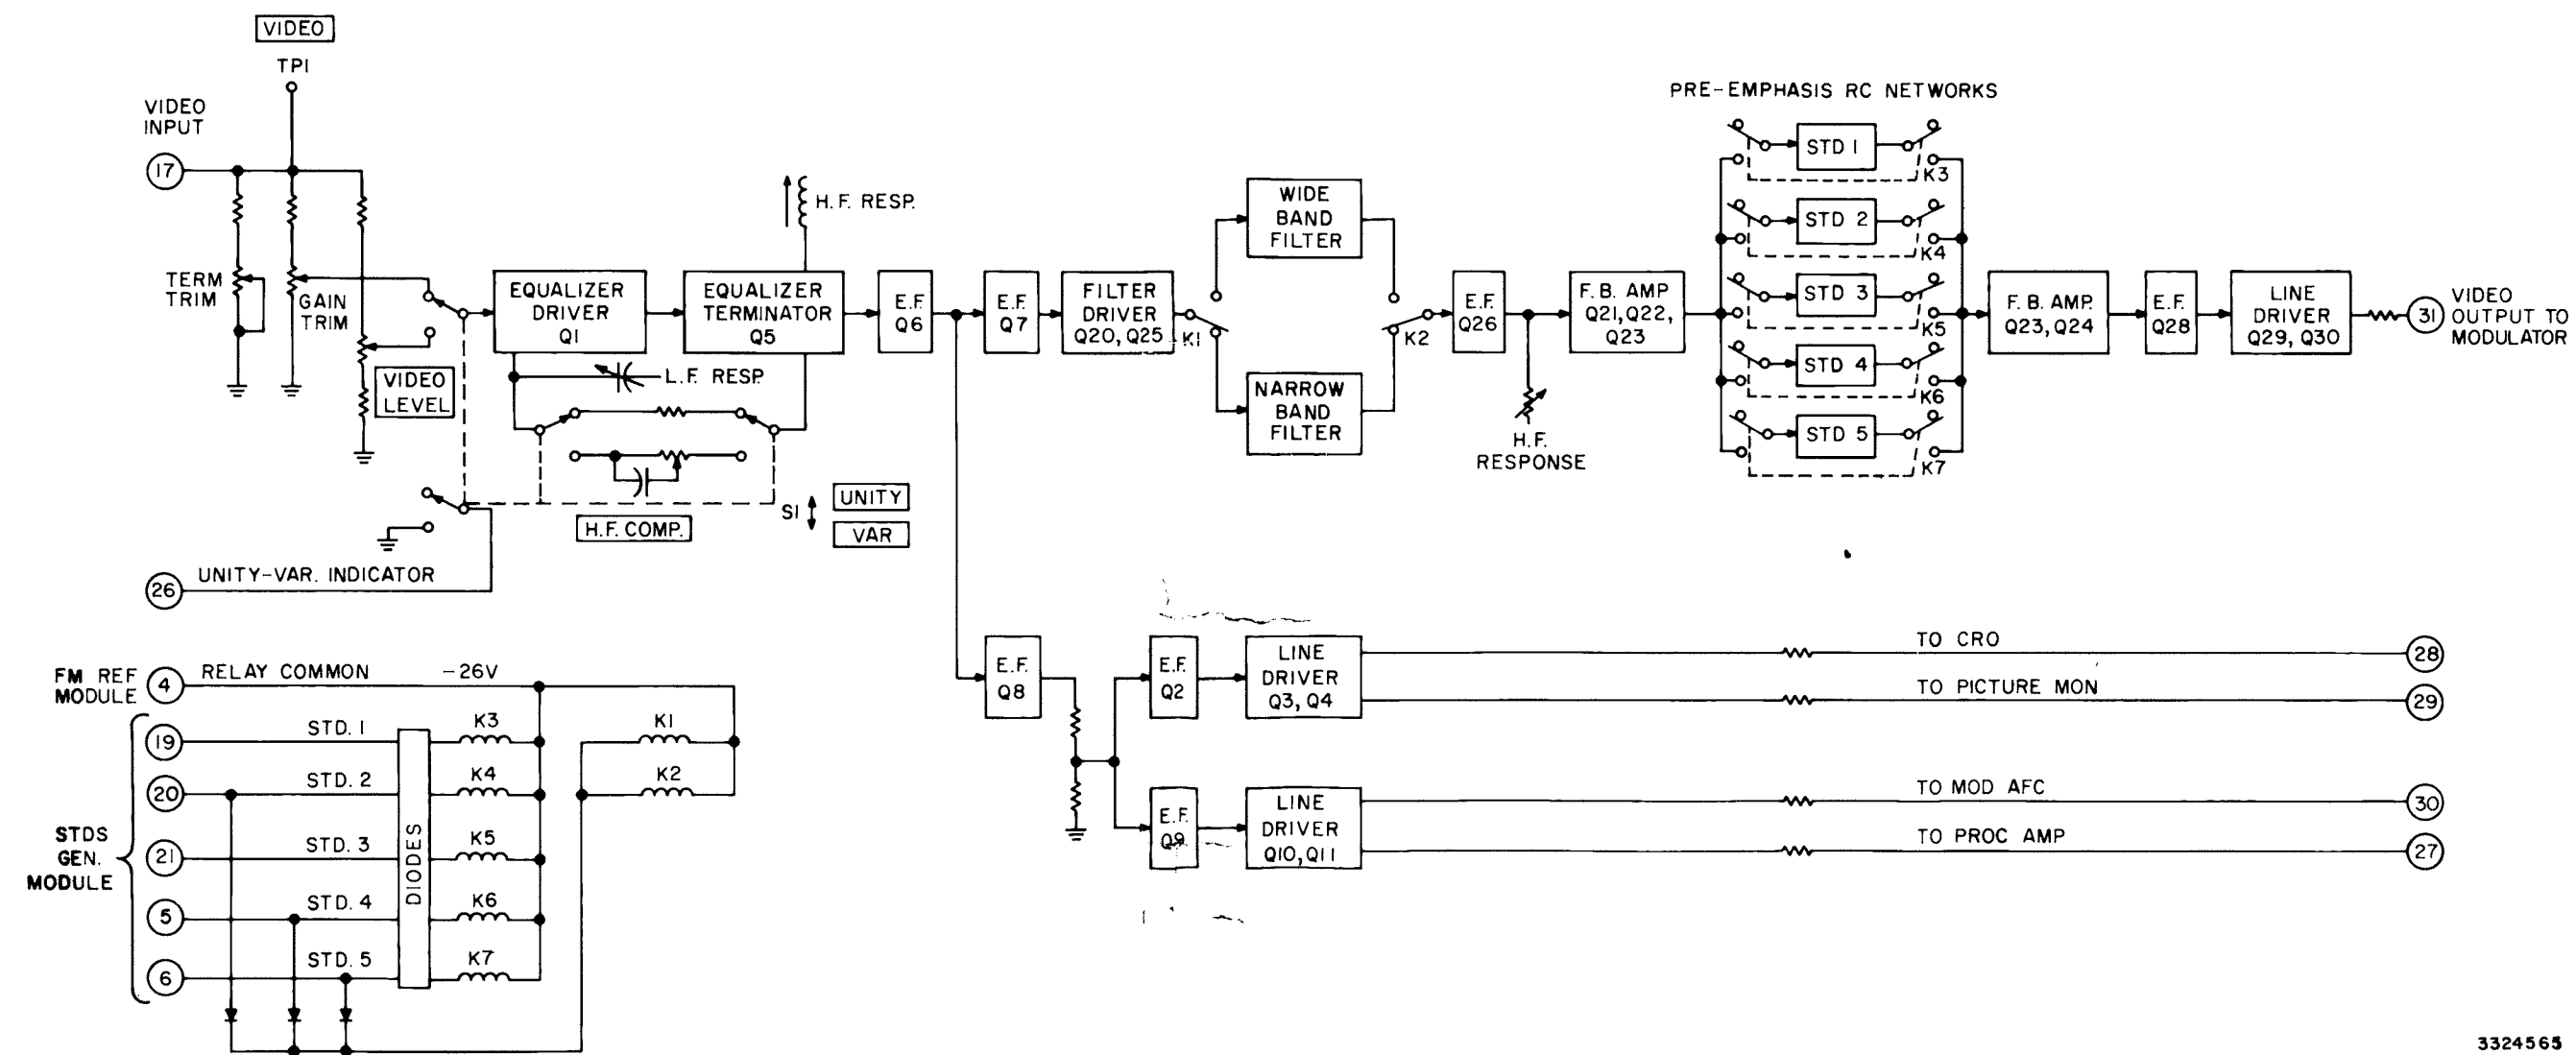 VIDEO
TP1
VIDEO
INPUT
17
TERM
TRIM
GAIN
TRIM
VIDEO
LEVEL
EQUALIZER
DRIVER
Q1
EQUALIZER
TERMINATOR
Q5
H.F. RESP.
L.F. RESP.
H.F. COMP.
S1
UNITY
VAR
26
UNITY-VAR. INDICATOR
E.F.
Q6
E.F.
Q7
FILTER
DRIVER
Q20, Q25
K1
WIDE
BAND
FILTER
NARROW
BAND
FILTER
K2
E.F.
Q26
H.F.
RESPONSE
F.B. AMP
Q21, Q22,
Q23
PRE-EMPHASIS RC NETWORKS
STD 1
K3
STD 2
K4
STD 3
K5
STD 4
K6
STD 5
K7
F.B. AMP.
Q23, Q24
E.F.
Q28
LINE
DRIVER
Q29, Q30
31
VIDEO
OUTPUT TO
MODULATOR
E.F.
Q8
E.F.
Q2
LINE
DRIVER
Q3, Q4
TO CRO
28
TO PICTURE MON
29
E.F.
Q9
LINE
DRIVER
Q10, Q11
TO MOD AFC
30
TO PROC AMP
27
FM REF
MODULE
4
RELAY COMMON
-26V
STDS
GEN.
MODULE
19
STD. 1
20
STD. 2
21
STD. 3
5
STD. 4
6
STD. 5
DIODES
K3
K4
K5
K6
K7
K1
K2
3324565